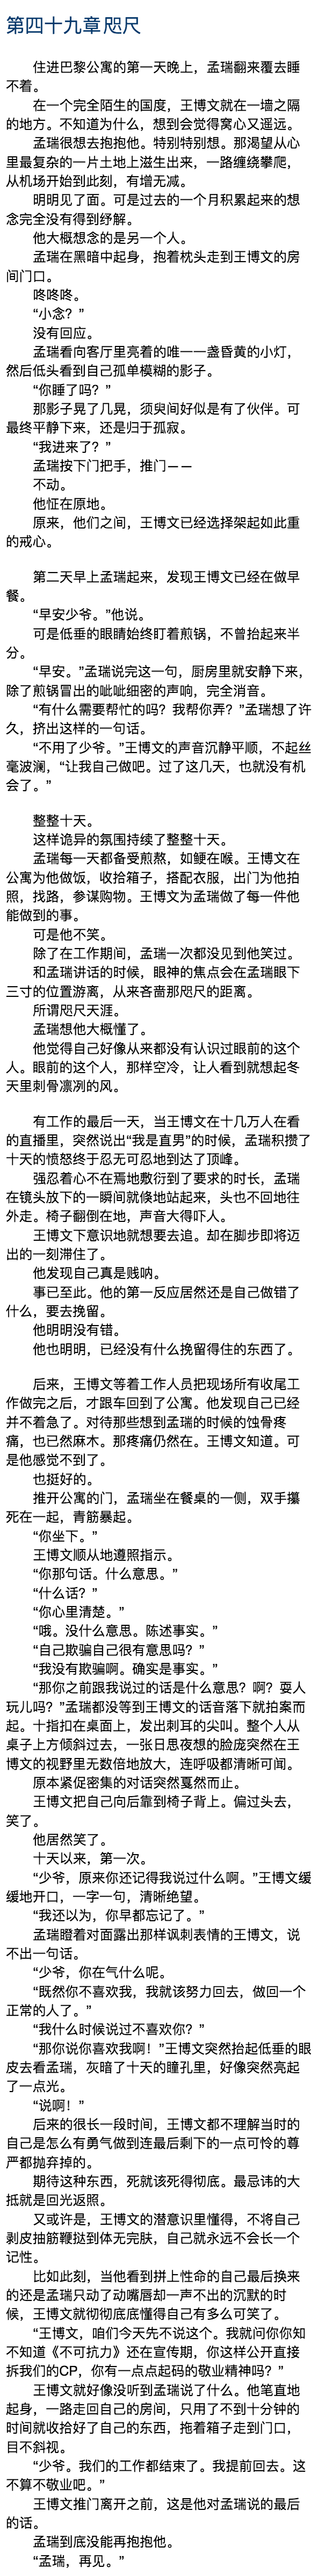 第四十九章 咫尺
住进巴黎公寓的第一天晚上，孟瑞翻来覆去睡
不着。
在一个完全陌生的国度，王博文就在一墙之隔
的地方。不知道为什么，想到会觉得窝心又遥远。
孟瑞很想去抱抱他。特别特别想。那渴望从心
里最复杂的一片土地上滋生出来，一路缠绕攀爬，
从机场开始到此刻，有增无减。
明明见了面。可是过去的一个月积累起来的想
念完全没有得到纾解。
他大概想念的是另一个人。
孟瑞在黑暗中起身，抱着枕头走到王博文的房
间门口。
咚咚咚。
“小念？”
没有回应。
孟瑞看向客厅里亮着的唯一一盏昏黄的小灯，
然后低头看到自己孤单模糊的影子。
“你睡了吗？”
那影子晃了几晃，须臾间好似是有了伙伴。可
最终平静下来，还是归于孤寂。
“我进来了？”
孟瑞按下门把手，推门——
不动。
他怔在原地。
原来，他们之间，王博文已经选择架起如此重
的戒心。
第二天早上孟瑞起来，发现王博文已经在做早
餐。
“早安少爷。”他说。
可是低垂的眼睛始终盯着煎锅，不曾抬起来半
分。
“早安。”孟瑞说完这一句，厨房里就安静下来，
除了煎锅冒出的呲呲细密的声响，完全消音。
“有什么需要帮忙的吗？我帮你弄？”孟瑞想了许
久，挤出这样的一句话。
“不用了少爷。”王博文的声音沉静平顺，不起丝
毫波澜，“让我自己做吧。过了这几天，也就没有机
会了。”
整整十天。
这样诡异的氛围持续了整整十天。
孟瑞每一天都备受煎熬，如鲠在喉。王博文在
公寓为他做饭，收拾箱子，搭配衣服，出门为他拍
照，找路，参谋购物。王博文为孟瑞做了每一件他
能做到的事。
可是他不笑。
除了在工作期间，孟瑞一次都没见到他笑过。
和孟瑞讲话的时候，眼神的焦点会在孟瑞眼下
三寸的位置游离，从来吝啬那咫尺的距离。
所谓咫尺天涯。
孟瑞想他大概懂了。
他觉得自己好像从来都没有认识过眼前的这个
人。眼前的这个人，那样空冷，让人看到就想起冬
天里刺骨凛冽的风。
有工作的最后一天，当王博文在十几万人在看
的直播里，突然说出“我是直男”的时候，孟瑞积攒了
十天的愤怒终于忍无可忍地到达了顶峰。
强忍着心不在焉地敷衍到了要求的时长，孟瑞
在镜头放下的一瞬间就倏地站起来，头也不回地往
外走。椅子翻倒在地，声音大得吓人。
王博文下意识地就想要去追。却在脚步即将迈
出的一刻滞住了。
他发现自己真是贱呐。
事已至此。他的第一反应居然还是自己做错了
什么，要去挽留。
他明明没有错。
他也明明，已经没有什么挽留得住的东西了。
后来，王博文等着工作人员把现场所有收尾工
作做完之后，才跟车回到了公寓。他发现自己已经
并不着急了。对待那些想到孟瑞的时候的蚀骨疼
痛，也已然麻木。那疼痛仍然在。王博文知道。可
是他感觉不到了。
也挺好的。
推开公寓的门，孟瑞坐在餐桌的一侧，双手攥
死在一起，青筋暴起。
“你坐下。”
王博文顺从地遵照指示。
“你那句话。什么意思。”
“什么话？”
“你心里清楚。”
“哦。没什么意思。陈述事实。”
“自己欺骗自己很有意思吗？”
“我没有欺骗啊。确实是事实。”
“那你之前跟我说过的话是什么意思？啊？耍人
玩儿吗？”孟瑞都没等到王博文的话音落下就拍案而
起。十指扣在桌面上，发出刺耳的尖叫。整个人从
桌子上方倾斜过去，一张日思夜想的脸庞突然在王
博文的视野里无数倍地放大，连呼吸都清晰可闻。
原本紧促密集的对话突然戛然而止。
王博文把自己向后靠到椅子背上。偏过头去，
笑了。
他居然笑了。
十天以来，第一次。
“少爷，原来你还记得我说过什么啊。”王博文缓
缓地开口，一字一句，清晰绝望。
“我还以为，你早都忘记了。”
孟瑞瞪着对面露出那样讽刺表情的王博文，说
不出一句话。
“少爷，你在气什么呢。
“既然你不喜欢我，我就该努力回去，做回一个
正常的人了。”
“我什么时候说过不喜欢你？”
“那你说你喜欢我啊！”王博文突然抬起低垂的眼
皮去看孟瑞，灰暗了十天的瞳孔里，好像突然亮起
了一点光。
“说啊！”
后来的很长一段时间，王博文都不理解当时的
自己是怎么有勇气做到连最后剩下的一点可怜的尊
严都抛弃掉的。
期待这种东西，死就该死得彻底。最忌讳的大
抵就是回光返照。
又或许是，王博文的潜意识里懂得，不将自己
剥皮抽筋鞭挞到体无完肤，自己就永远不会长一个
记性。
比如此刻，当他看到拼上性命的自己最后换来
的还是孟瑞只动了动嘴唇却一声不出的沉默的时
候，王博文就彻彻底底懂得自己有多么可笑了。
“王博文，咱们今天先不说这个。我就问你你知
不知道《不可抗力》还在宣传期，你这样公开直接
拆我们的CP，你有一点点起码的敬业精神吗？”
王博文就好像没听到孟瑞说了什么。他笔直地
起身，一路走回自己的房间，只用了不到十分钟的
时间就收拾好了自己的东西，拖着箱子走到门口，
目不斜视。
“少爷。我们的工作都结束了。我提前回去。这
不算不敬业吧。”
王博文推门离开之前，这是他对孟瑞说的最后
的话。
孟瑞到底没能再抱抱他。
“孟瑞，再见。”